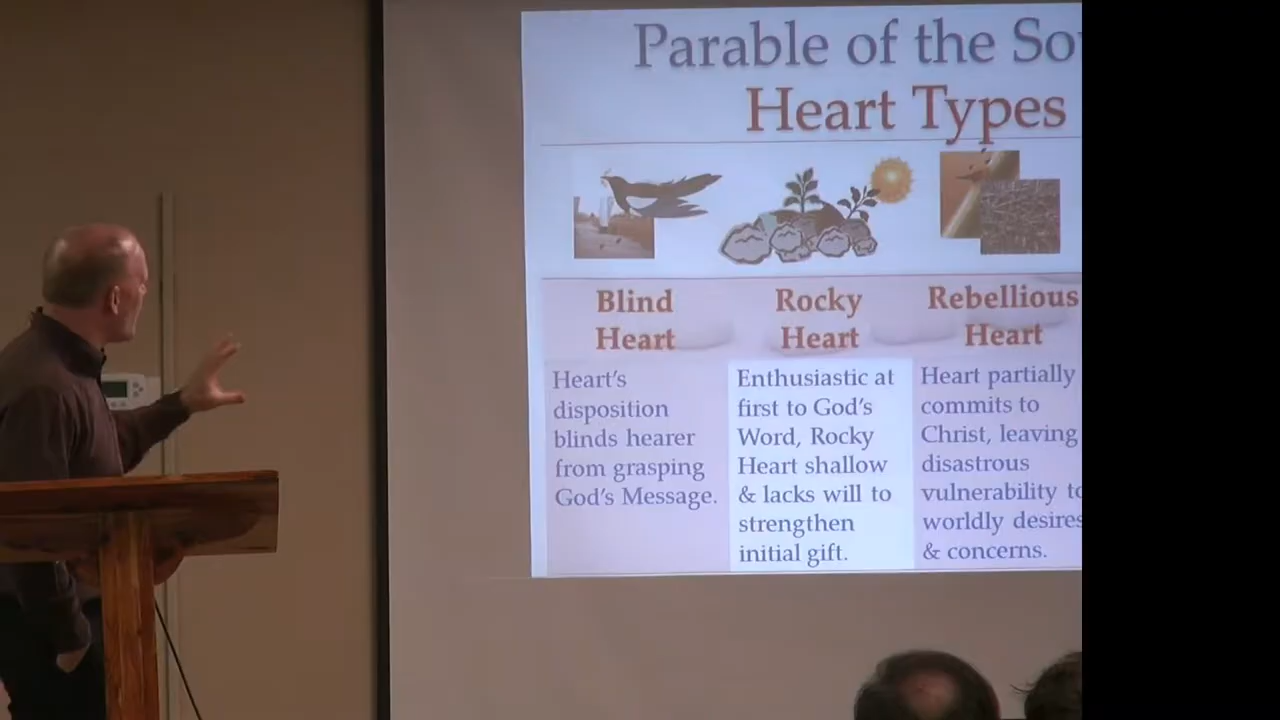 Parable of the So
Heart Types
Blind
Heart
Rocky
Heart
Rebellious
Heart
Heart's
disposition
blinds hearer
from grasping
God's Message.
Enthusiastic at
first to God's
Word, Rocky
Heart shallow
& lacks will to
strengthen
initial gift.
Heart partially
commits to
Christ, leaving
disastrous
vulnerability to
worldly desires
& concerns.